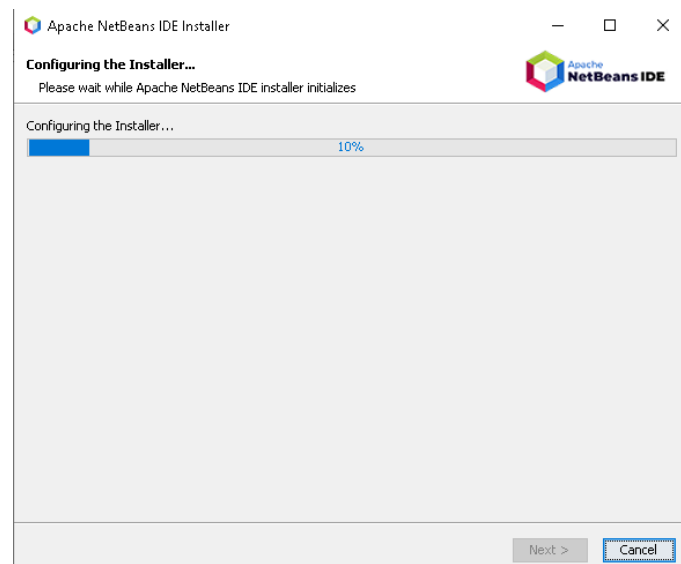 Apache NetBeans IDE Installer
Configuring the Installer...
Please wait while Apache NetBeans IDE installer initializes
Apache
NetBeans IDE
Configuring the Installer...
10%
Next >
Cancel